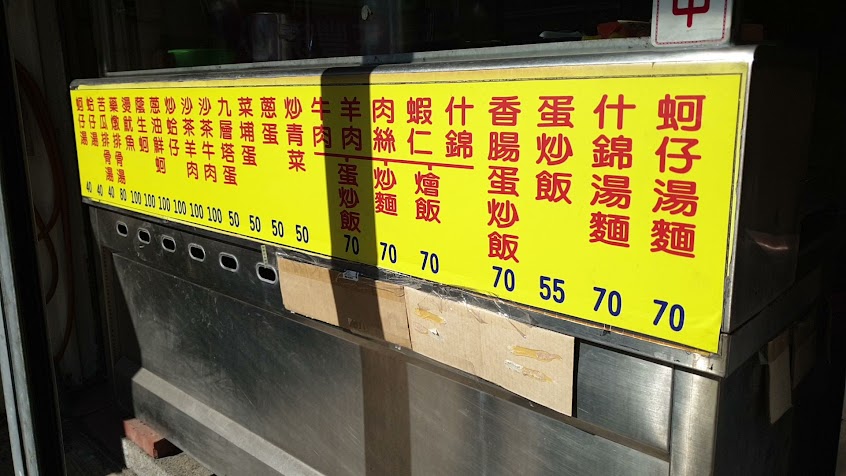 中
蚵仔湯麵 70
什錦湯麵 70
蛋炒飯 55
香腸蛋炒飯 70
什錦
蝦仁
肉絲
羊肉
牛肉
燴飯 70
炒麵 70
蛋炒飯 70
炒青菜 50
蔥蛋 50
菜埔蛋 50
九層塔蛋 50
沙茶牛肉 100
沙茶羊肉 100
炒蛤仔 100
蔥油鮮蚵 100
蔭生蚵 100
燙魷魚 100
藥燉排骨湯 80
苦瓜排骨湯 40
蛤仔湯 40
蚵仔湯 40